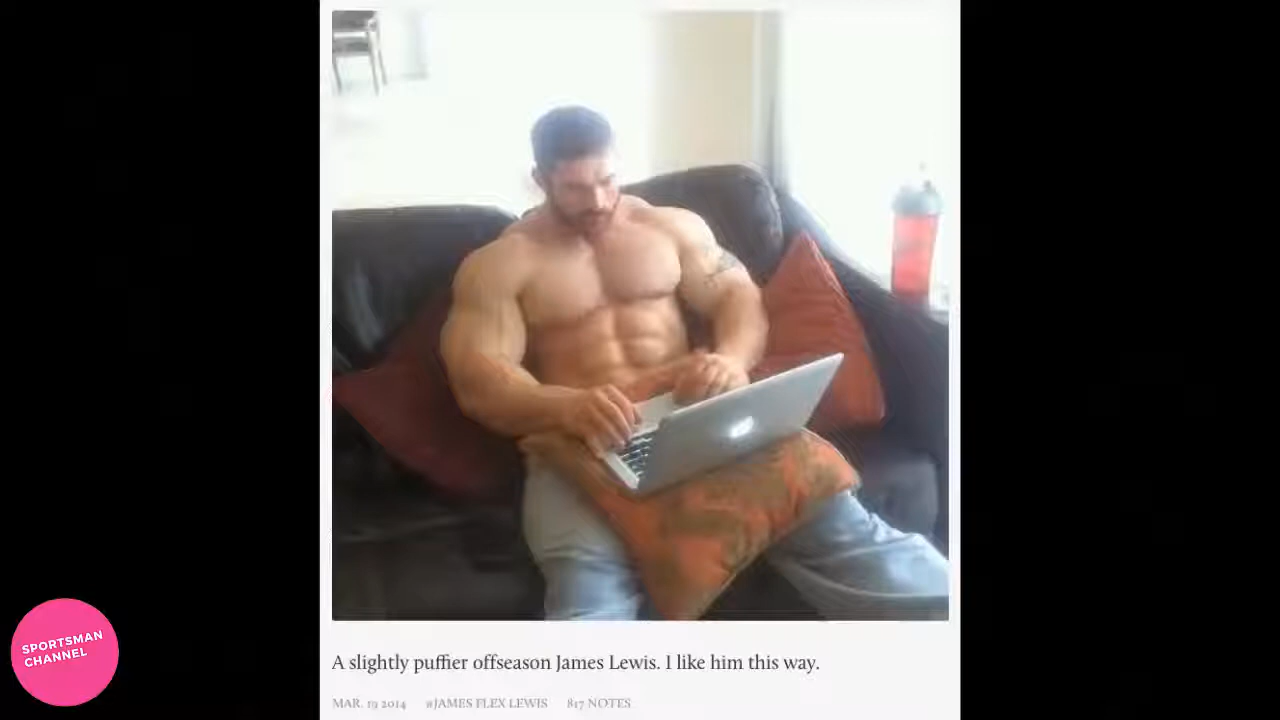 SPORTSMAN
CHANNEL
A slightly puffier offseason James Lewis. I like him this way.
MAR. 19 2014 #JAMES FLEX LEWIS 817 NOTES